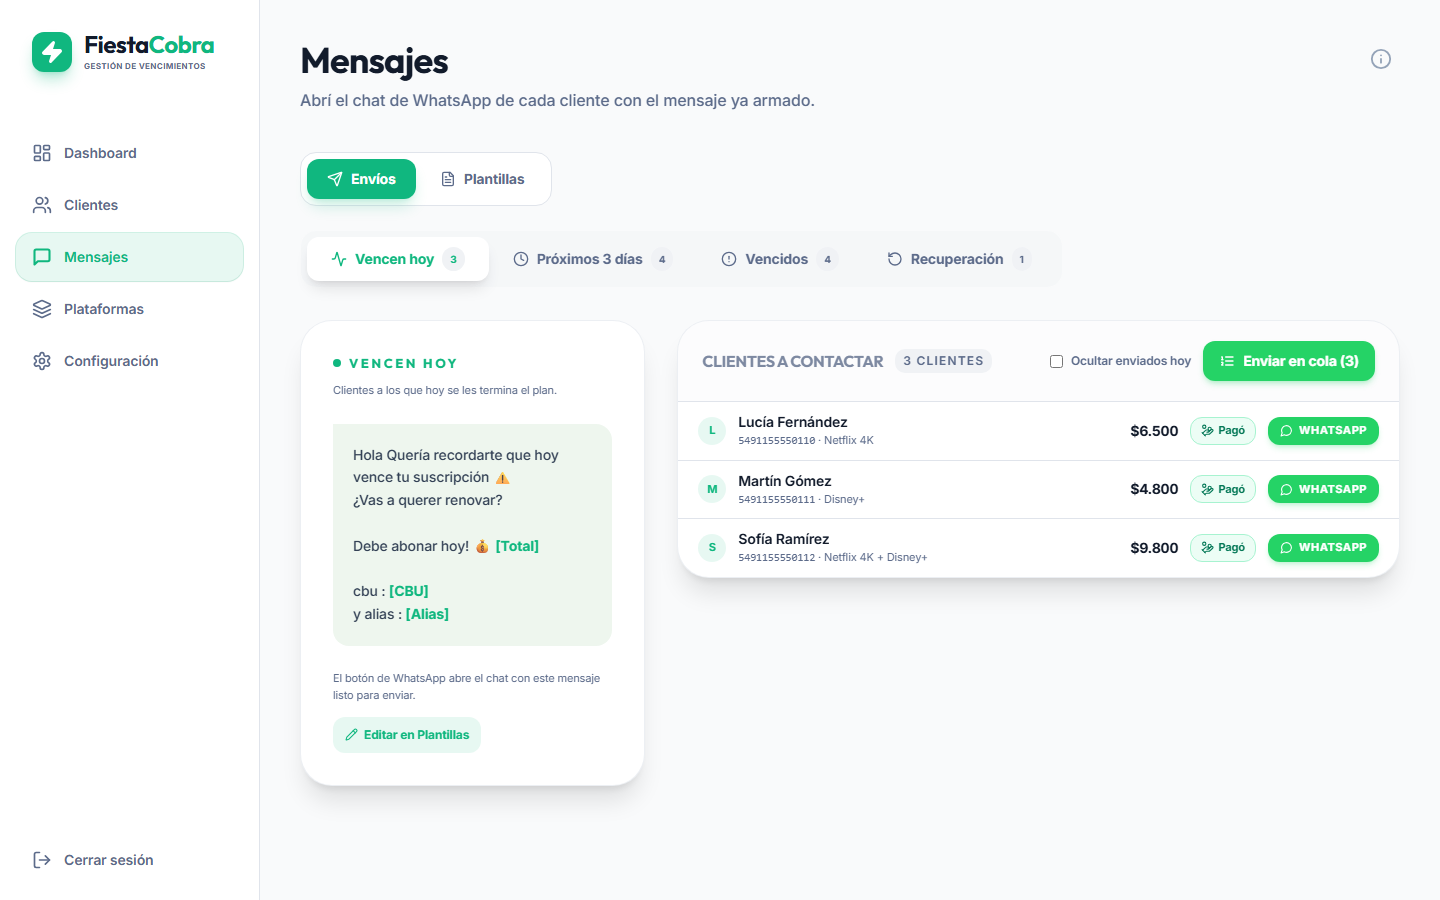 FiestaCobra
GESTIÓN DE VENCIMIENTOS
Dashboard
Clientes
Mensajes
Plataformas
Configuración
Cerrar sesión
Mensajes
Abrí el chat de WhatsApp de cada cliente con el mensaje ya armado.
Envíos
Plantillas
Vencen hoy 3
Próximos 3 días 4
Vencidos 4
Recuperación 1
VENCEN HOY
Clientes a los que hoy se les termina el plan.
Hola Quería recordarte que hoy
vence tu suscripción ⚠️
¿Vas a querer renovar?
Debe abonar hoy! 💰 [Total]
cbu : [CBU]
y alias : [Alias]
El botón de WhatsApp abre el chat con este mensaje
listo para enviar.
Editar en Plantillas
CLIENTES A CONTACTAR 3 CLIENTES
Ocultar enviados hoy
Enviar en cola (3)
L
Lucía Fernández
5491155550110 · Netflix 4K
$6.500 Pagó WHATSAPP
M
Martín Gómez
5491155550111 · Disney+
$4.800 Pagó WHATSAPP
S
Sofía Ramírez
5491155550112 · Netflix 4K + Disney+
$9.800 Pagó WHATSAPP